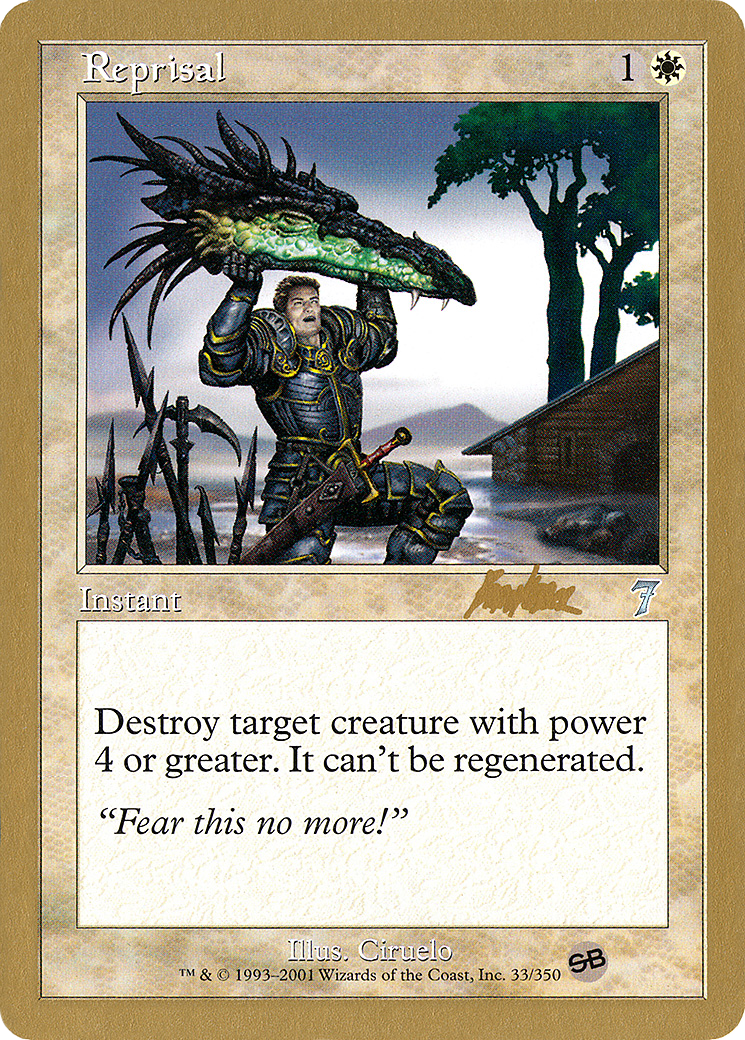 Reprisal 1
Instant 7
Destroy target creature with power
4 or greater. It can't be regenerated.
"Fear this no more!"
Illus. Ciruelo
™ & © 1993–2001 Wizards of the Coast, Inc. 33/350 SB